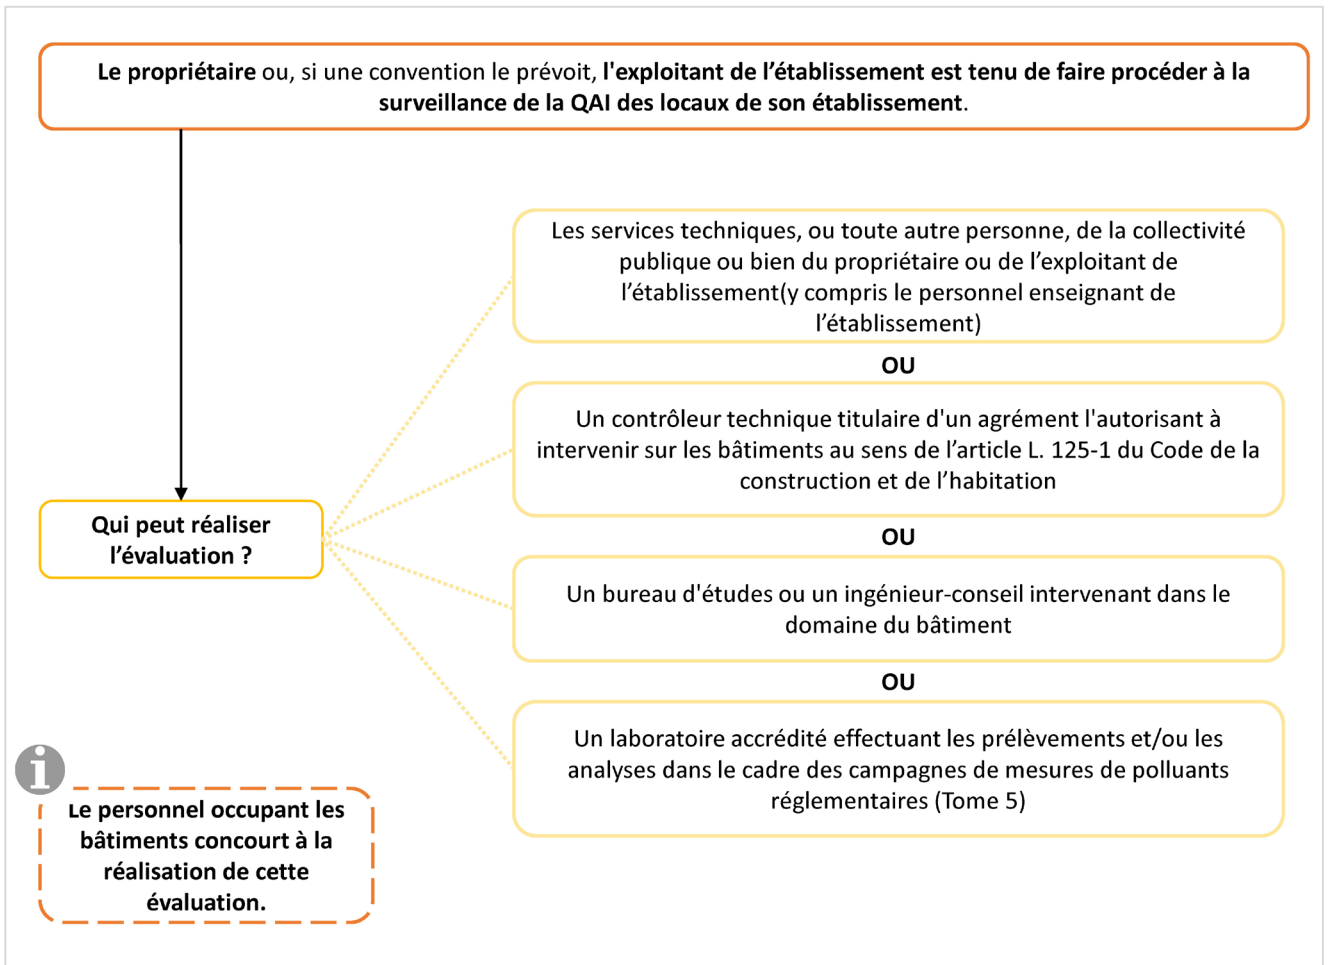 Le propriétaire ou, si une convention le prévoit, l'exploitant de l’établissement est tenu de faire procéder à la
surveillance de la QAI des locaux de son établissement.
Les services techniques, ou toute autre personne, de la collectivité
publique ou bien du propriétaire ou de l’exploitant de
l’établissement(y compris le personnel enseignant de
l’établissement)
OU
Un contrôleur technique titulaire d'un agrément l'autorisant à
intervenir sur les bâtiments au sens de l’article L. 125-1 du Code de la
construction et de l’habitation
Qui peut réaliser
l’évaluation ?
OU
Un bureau d'études ou un ingénieur-conseil intervenant dans le
domaine du bâtiment
OU
Un laboratoire accrédité effectuant les prélèvements et/ou les
analyses dans le cadre des campagnes de mesures de polluants
réglementaires (Tome 5)
i
Le personnel occupant les
bâtiments concourt à la
réalisation de cette
évaluation.